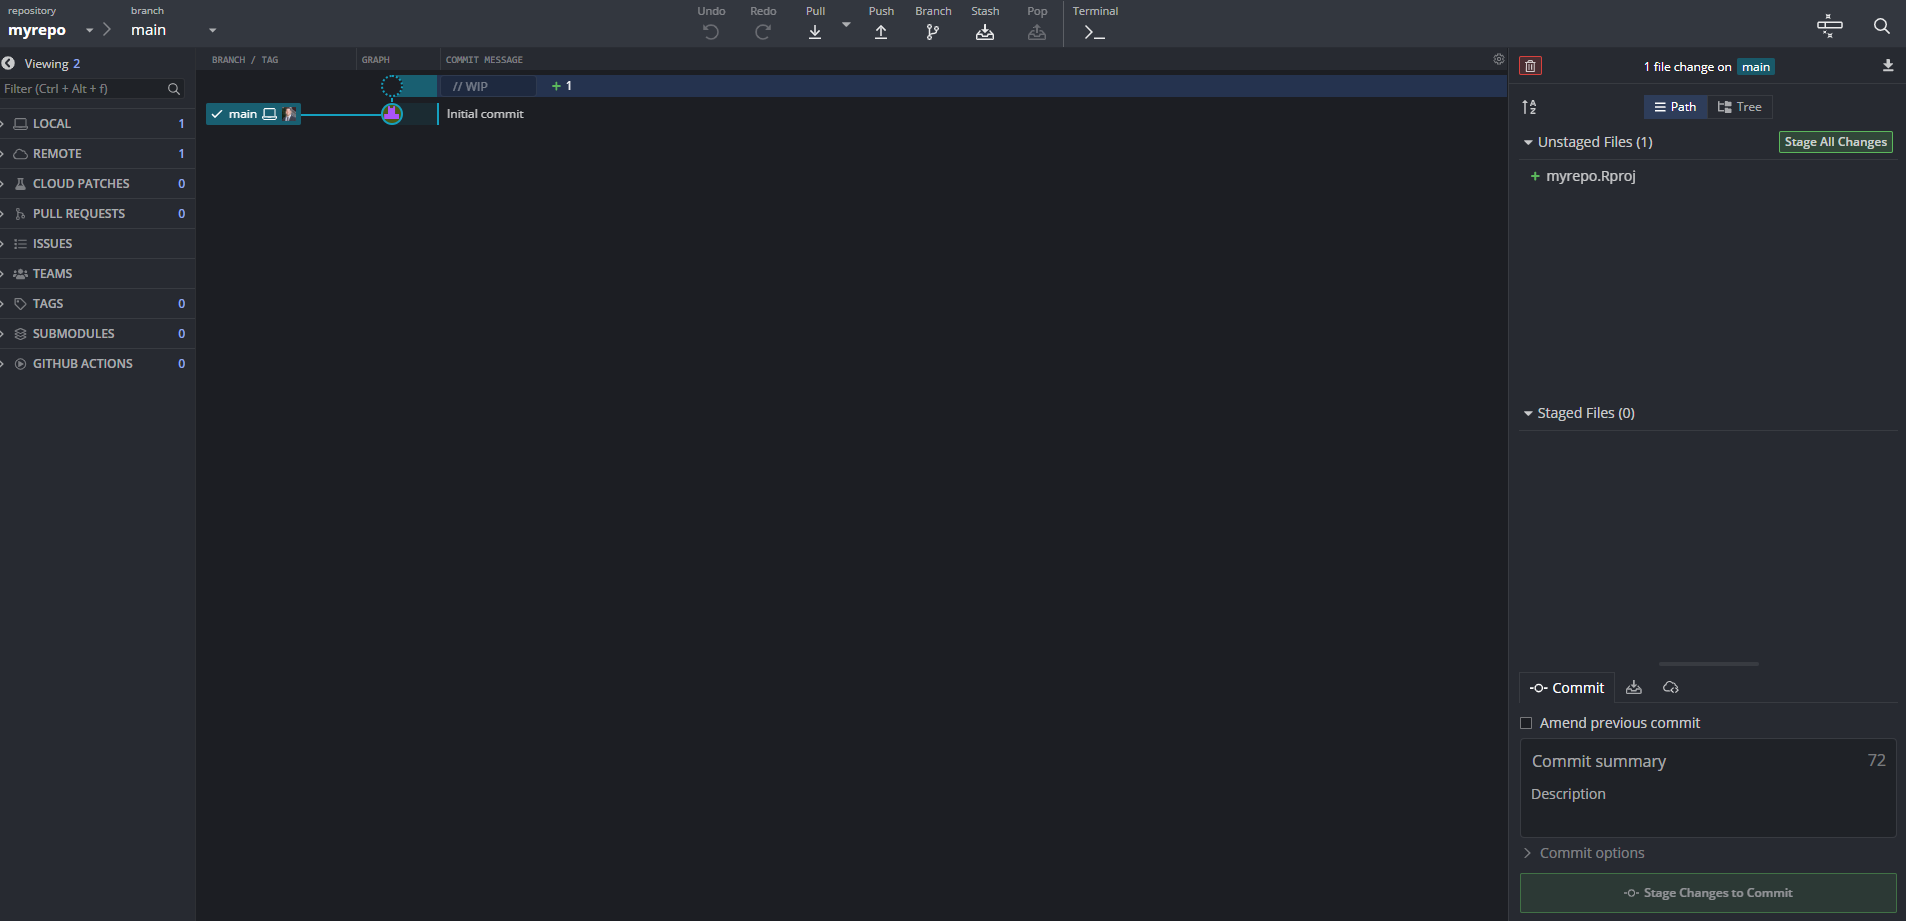 repository
myrepo
branch
main
Undo
Redo
Pull
Push
Branch
Stash
Pop
Terminal
Viewing 2
Filter (Ctrl + Alt + f)
LOCAL 1
REMOTE 1
CLOUD PATCHES 0
PULL REQUESTS 0
ISSUES
TEAMS
TAGS 0
SUBMODULES 0
GITHUB ACTIONS 0
BRANCH / TAG
GRAPH
COMMIT MESSAGE
// WIP
+ 1
main
Initial commit
1 file change on main
Path
Tree
Unstaged Files (1)
Stage All Changes
+ myrepo.Rproj
Staged Files (0)
Commit
Amend previous commit
Commit summary 72
Description
Commit options
Stage Changes to Commit